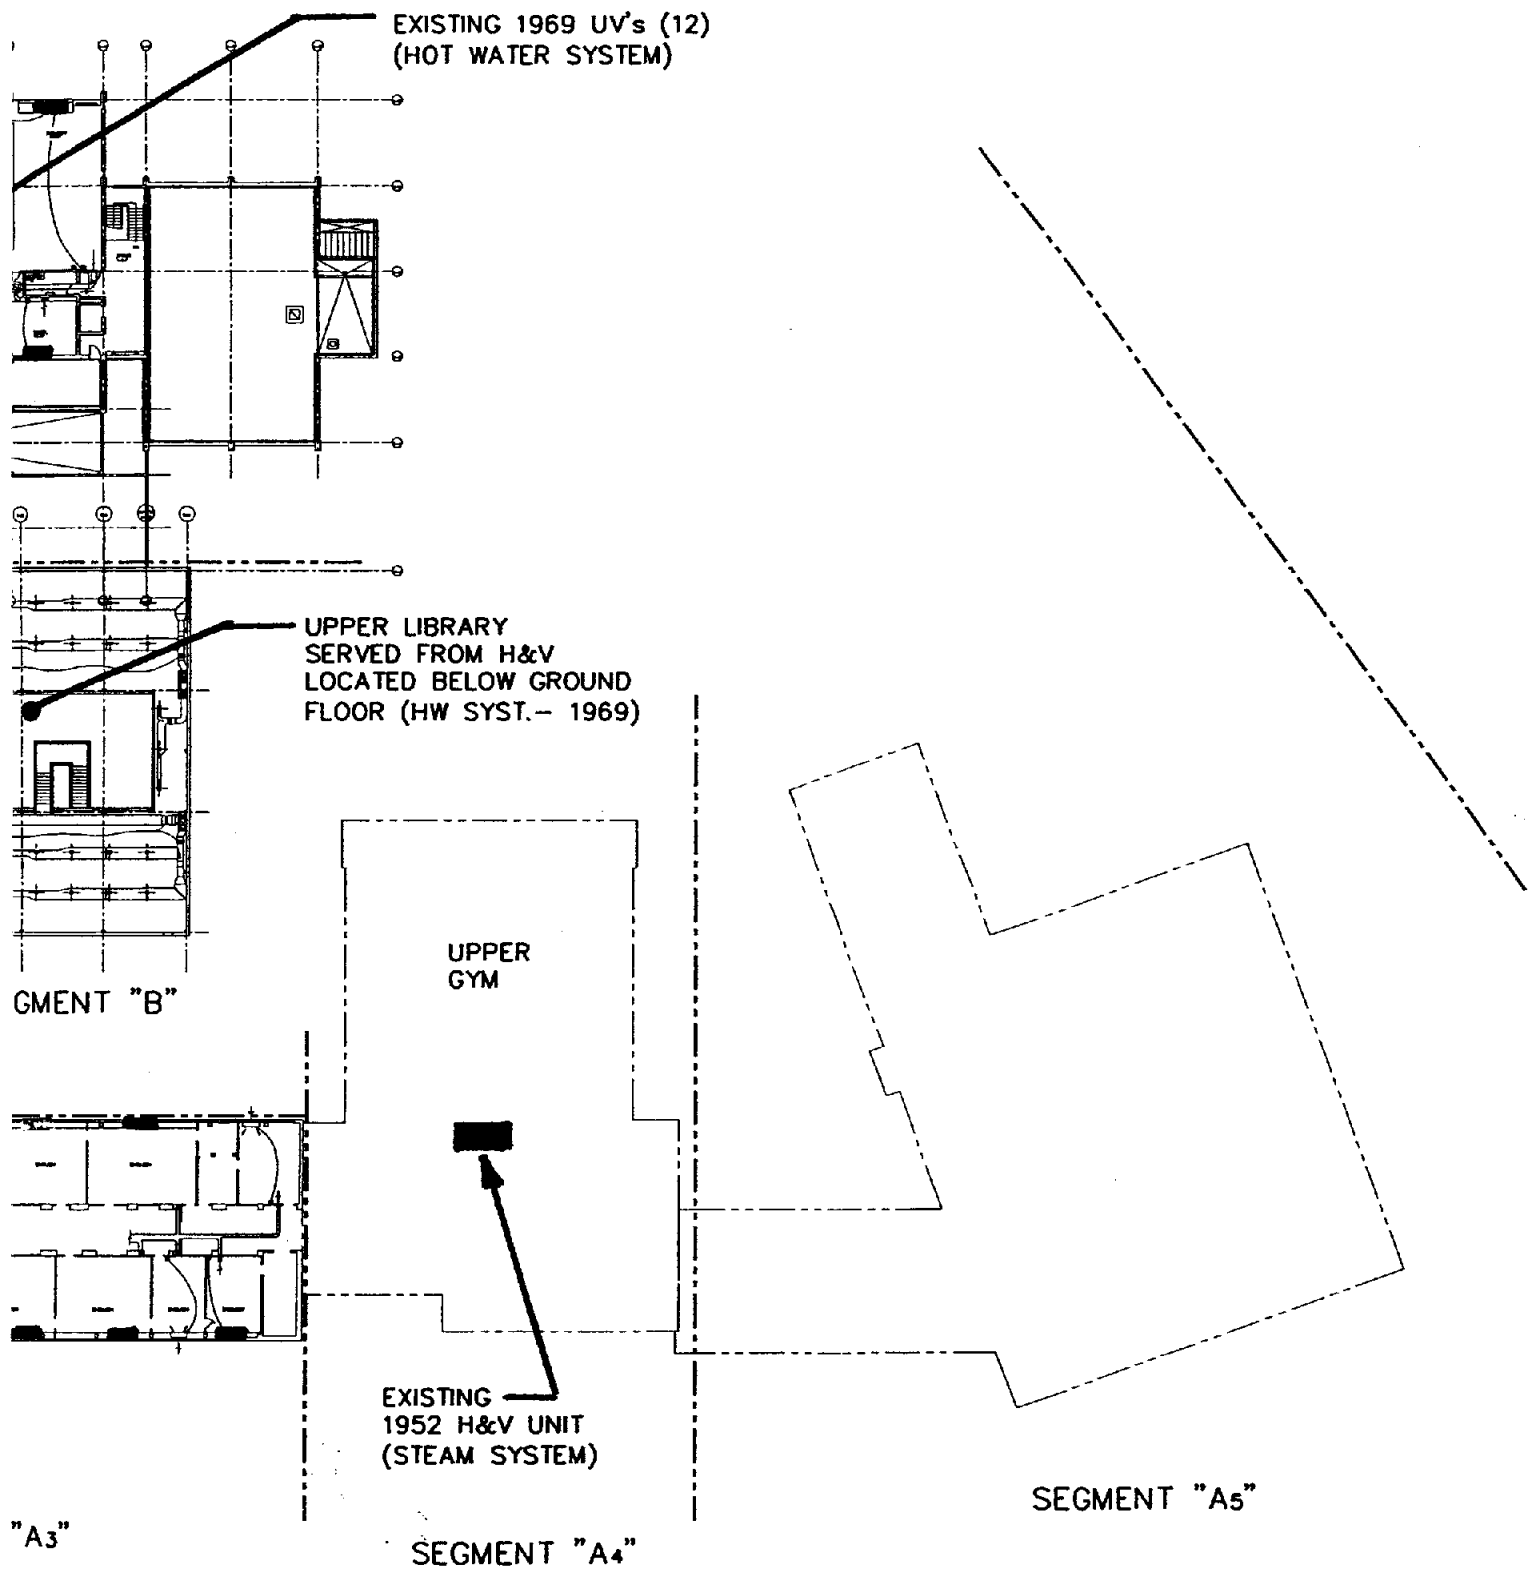 EXISTING 1969 UV's (12)
(HOT WATER SYSTEM)
UPPER LIBRARY
SERVED FROM H&V
LOCATED BELOW GROUND
FLOOR (HW SYST.- 1969)
UPPER
GYM
GMENT "B"
EXISTING
1952 H&V UNIT
(STEAM SYSTEM)
SEGMENT "A5"
"A3"
SEGMENT "A4"